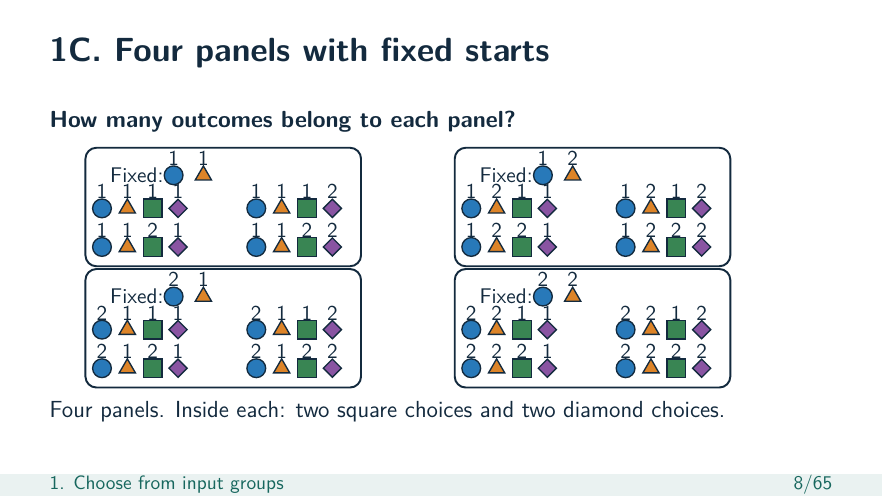 1C. Four panels with fixed starts
How many outcomes belong to each panel?
1 1 1 2
Fixed: Fixed:
1 1 1 1 1 1 1 2 1 2 1 1 1 2 1 2
1 1 2 1 1 1 2 2 1 2 2 1 1 2 2 2
2 1 2 2
Fixed: Fixed:
2 1 1 1 2 1 1 2 2 2 1 1 2 2 1 2
2 1 2 1 2 1 2 2 2 2 2 1 2 2 2 2
Four panels. Inside each: two square choices and two diamond choices.
1. Choose from input groups 8/65